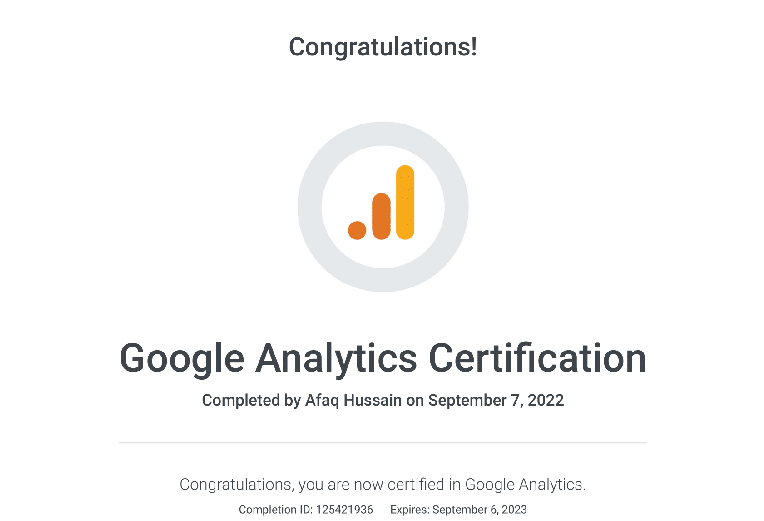 Congratulations!
Google Analytics Certification
Completed by Afaq Hussain on September 7, 2022
Congratulations, you are now certified in Google Analytics.
Completion ID: 125421936 Expires: September 6, 2023